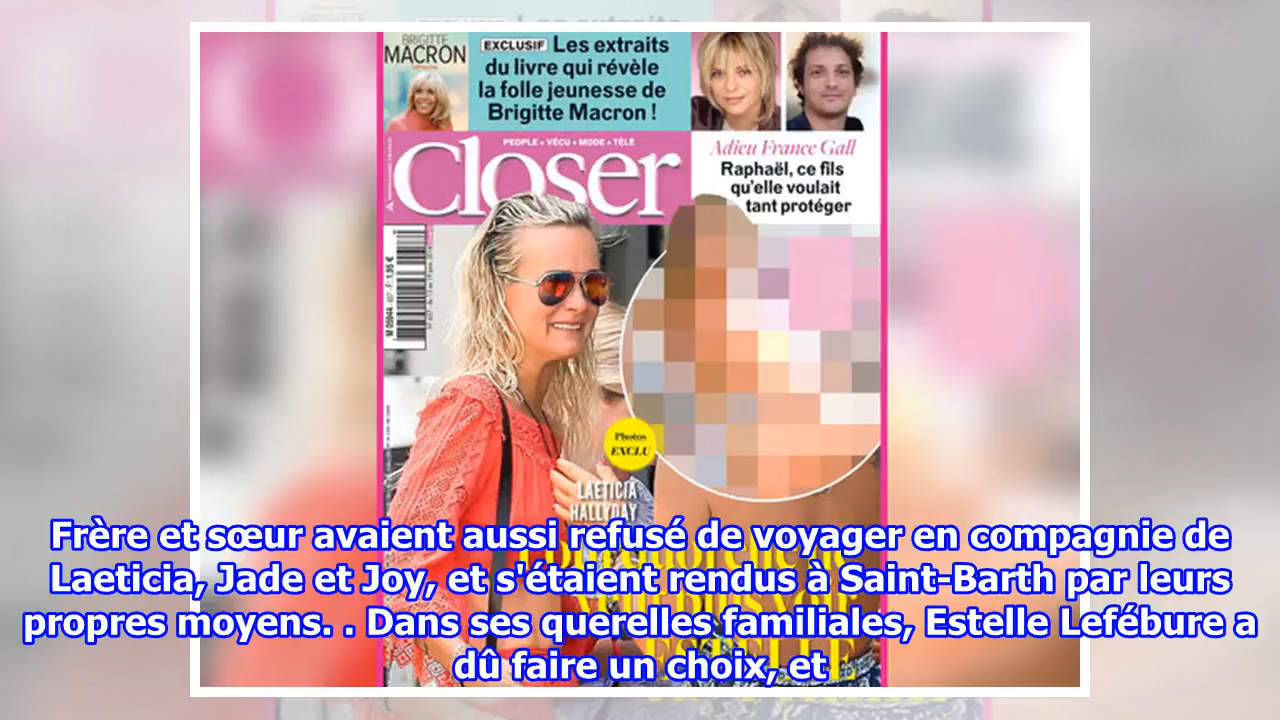 BRIGITTE
MACRON
EXCLUSIF Les extraits
du livre qui révèle
la folle jeunesse de
Brigitte Macron !
PEOPLE • VÉCU • MODE • TÉLÉ
Closer
Adieu France Gall
Raphaël, ce fils
qu'elle voulait
tant protéger
Photos
EXCLU
LAETICIA
HALLYDAY
ESTELLE
Frère et sœur avaient aussi refusé de voyager en compagnie de
Laeticia, Jade et Joy, et s'étaient rendus à Saint-Barth par leurs
propres moyens. . Dans ses querelles familiales, Estelle Lefébure a
dû faire un choix, et